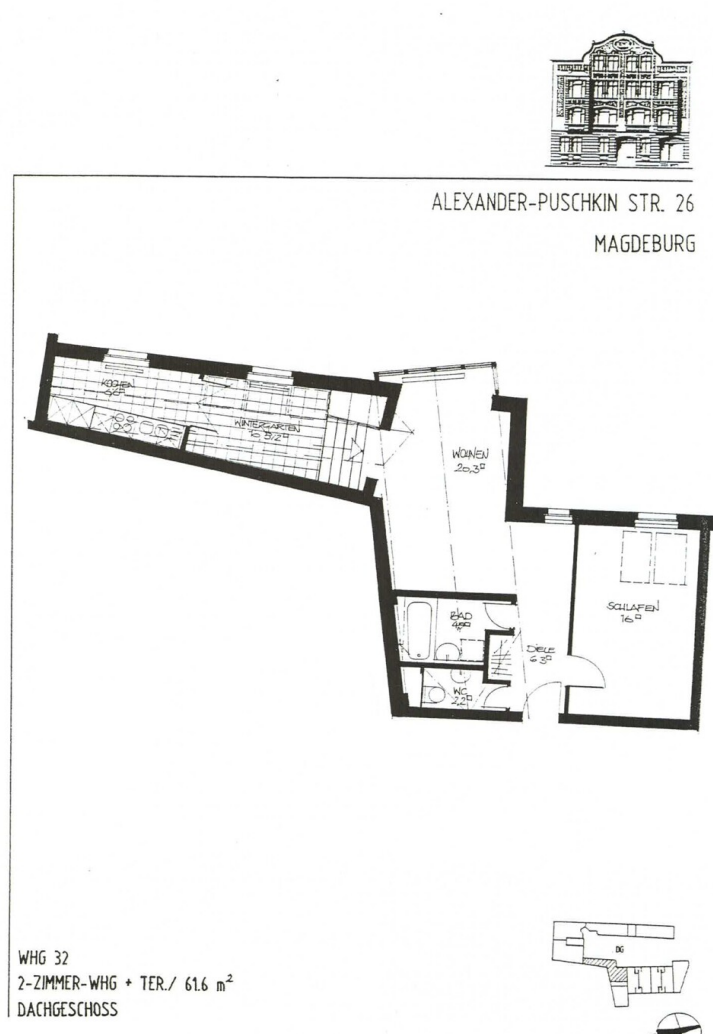 ALEXANDER-PUSCHKIN STR. 26
MAGDEBURG
KOCHEN
WINTERGARTEN
WOHNEN
20,3
SCHLAFEN
16
BAD
DIELE
6,3
WC
2,2
DG
WHG 32
2-ZIMMER-WHG + TER./ 61.6 m²
DACHGESCHOSS